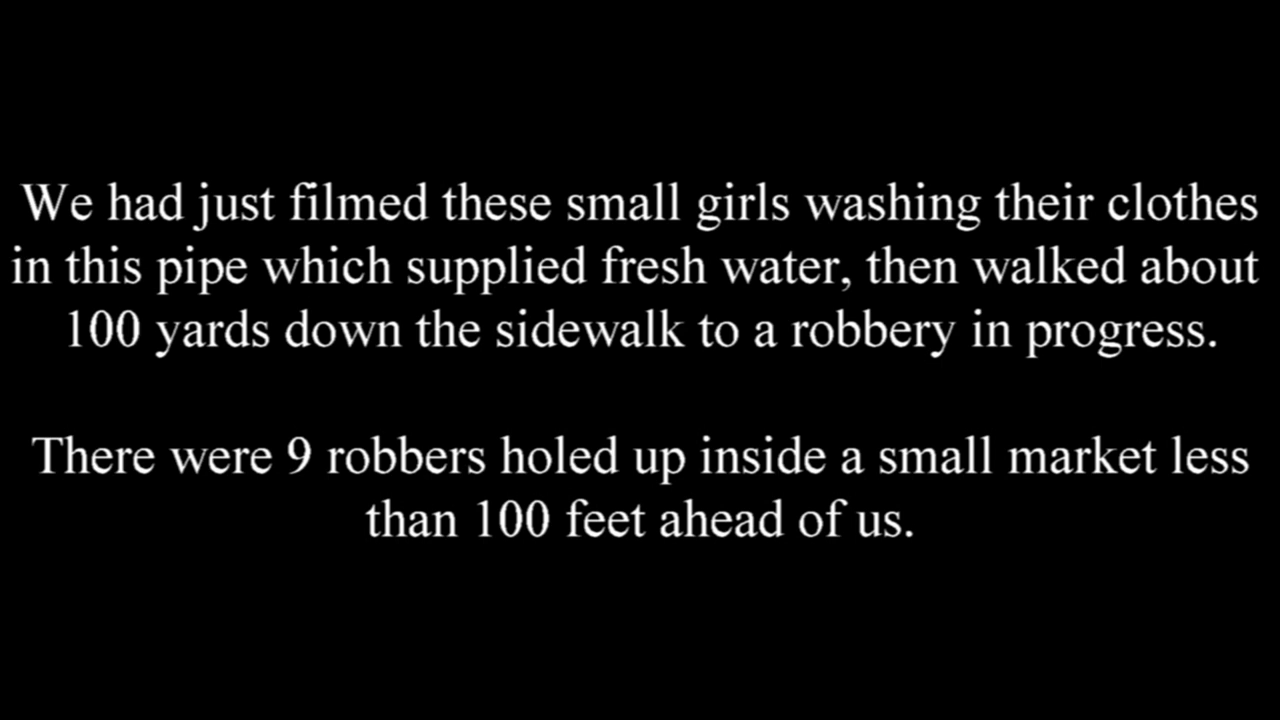 We had just filmed these small girls washing their clothes
in this pipe which supplied fresh water, then walked about
100 yards down the sidewalk to a robbery in progress.
There were 9 robbers holed up inside a small market less
than 100 feet ahead of us.